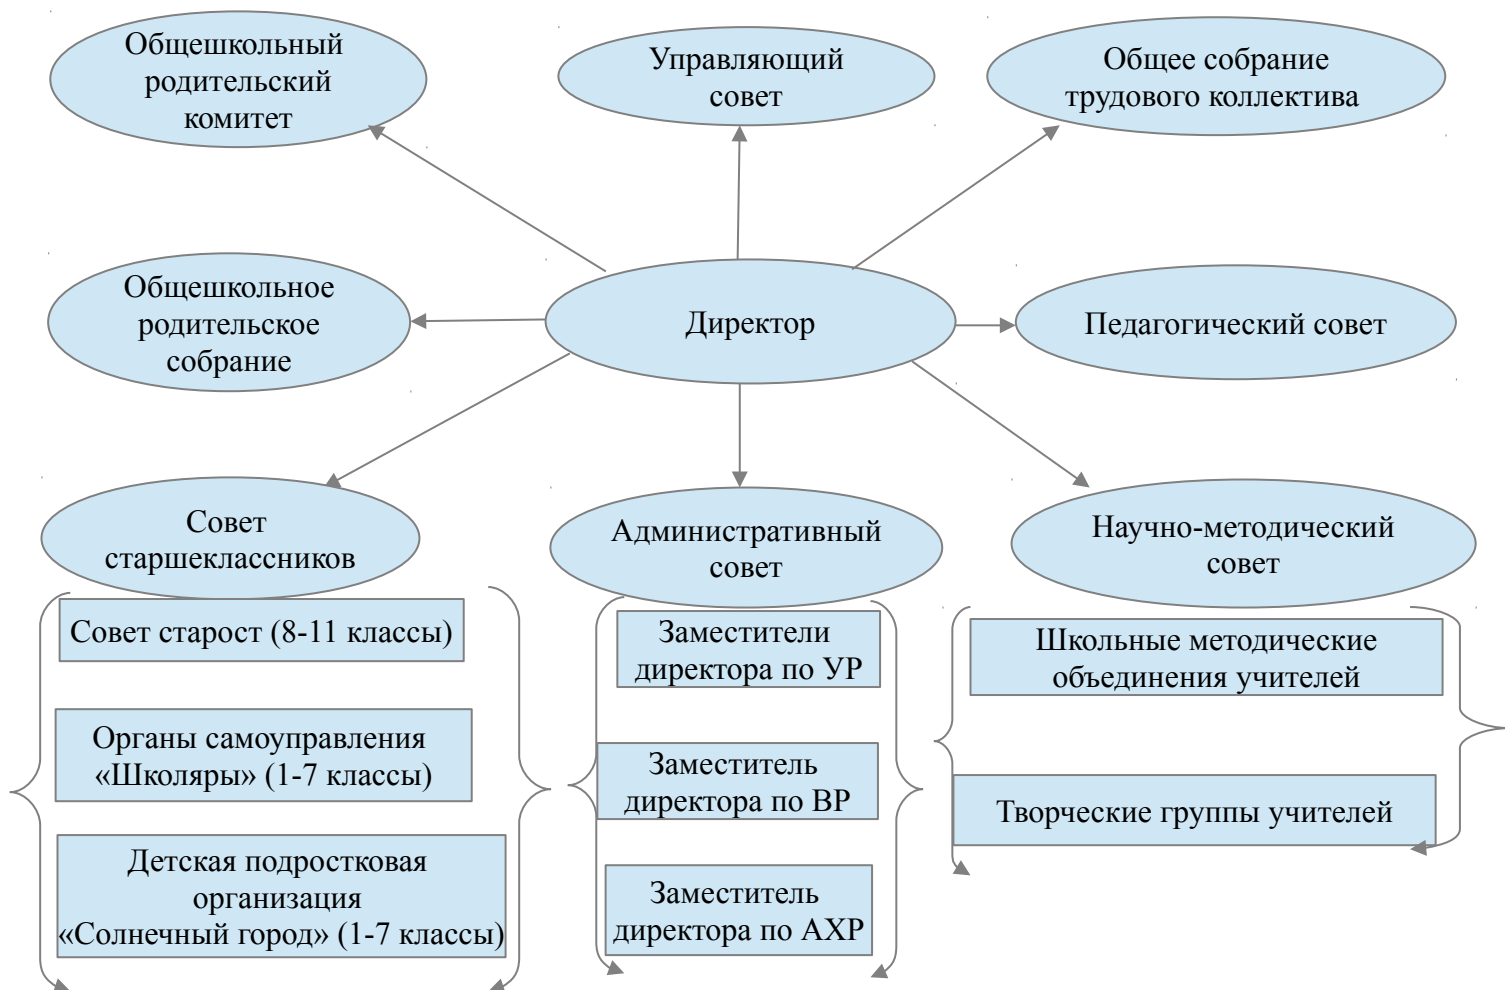 Общешкольный
родительский
комитет
Управляющий
совет
Общее собрание
трудового коллектива
Общешкольное
родительское
собрание
Директор
Педагогический совет
Совет
старшеклассников
Административный
совет
Научно-методический
совет
Совет старост (8-11 классы)
Органы самоуправления
«Школяры» (1-7 классы)
Детская подростковая
организация
«Солнечный город» (1-7 классы)
Заместители
директора по УР
Заместитель
директора по ВР
Заместитель
директора по АХР
Школьные методические
объединения учителей
Творческие группы учителей